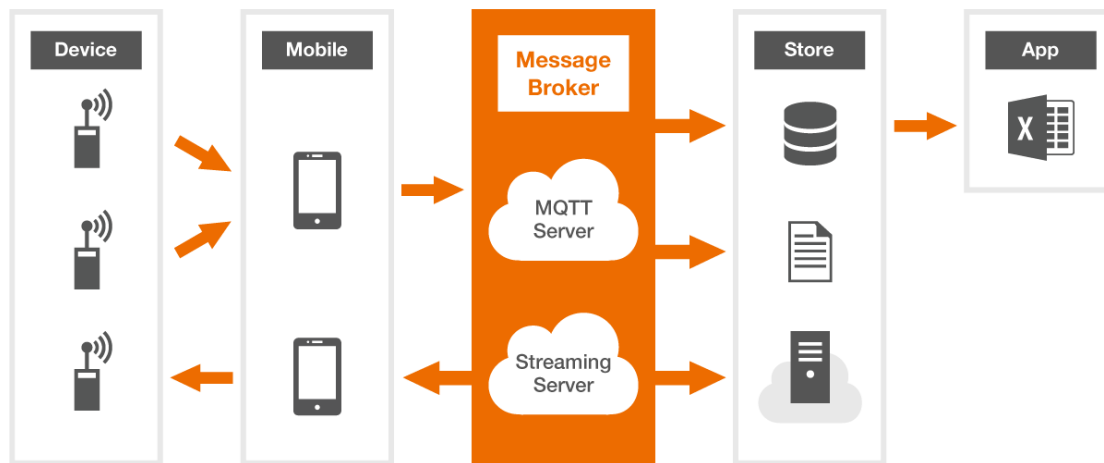 Device
Mobile
Message
Broker
Store
App
X
MQTT
Server
Streaming
Server